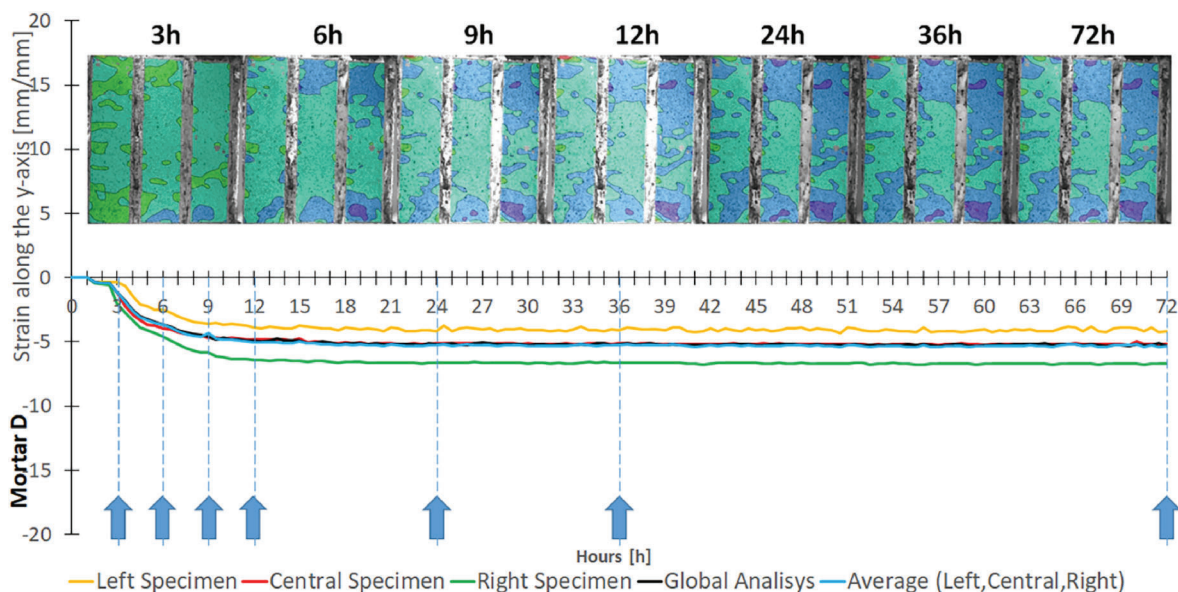 3h 6h 9h 12h 24h 36h 72h
20
15
10
5
0
-5
-10
-15
-20
Strain along the y-axis [mm/mm]
Mortar D
0 3 6 9 12 15 18 21 24 27 30 33 36 39 42 45 48 51 54 57 60 63 66 69 72
Hours [h]
Left Specimen Central Specimen Right Specimen Global Analisys Average (Left,Central,Right)